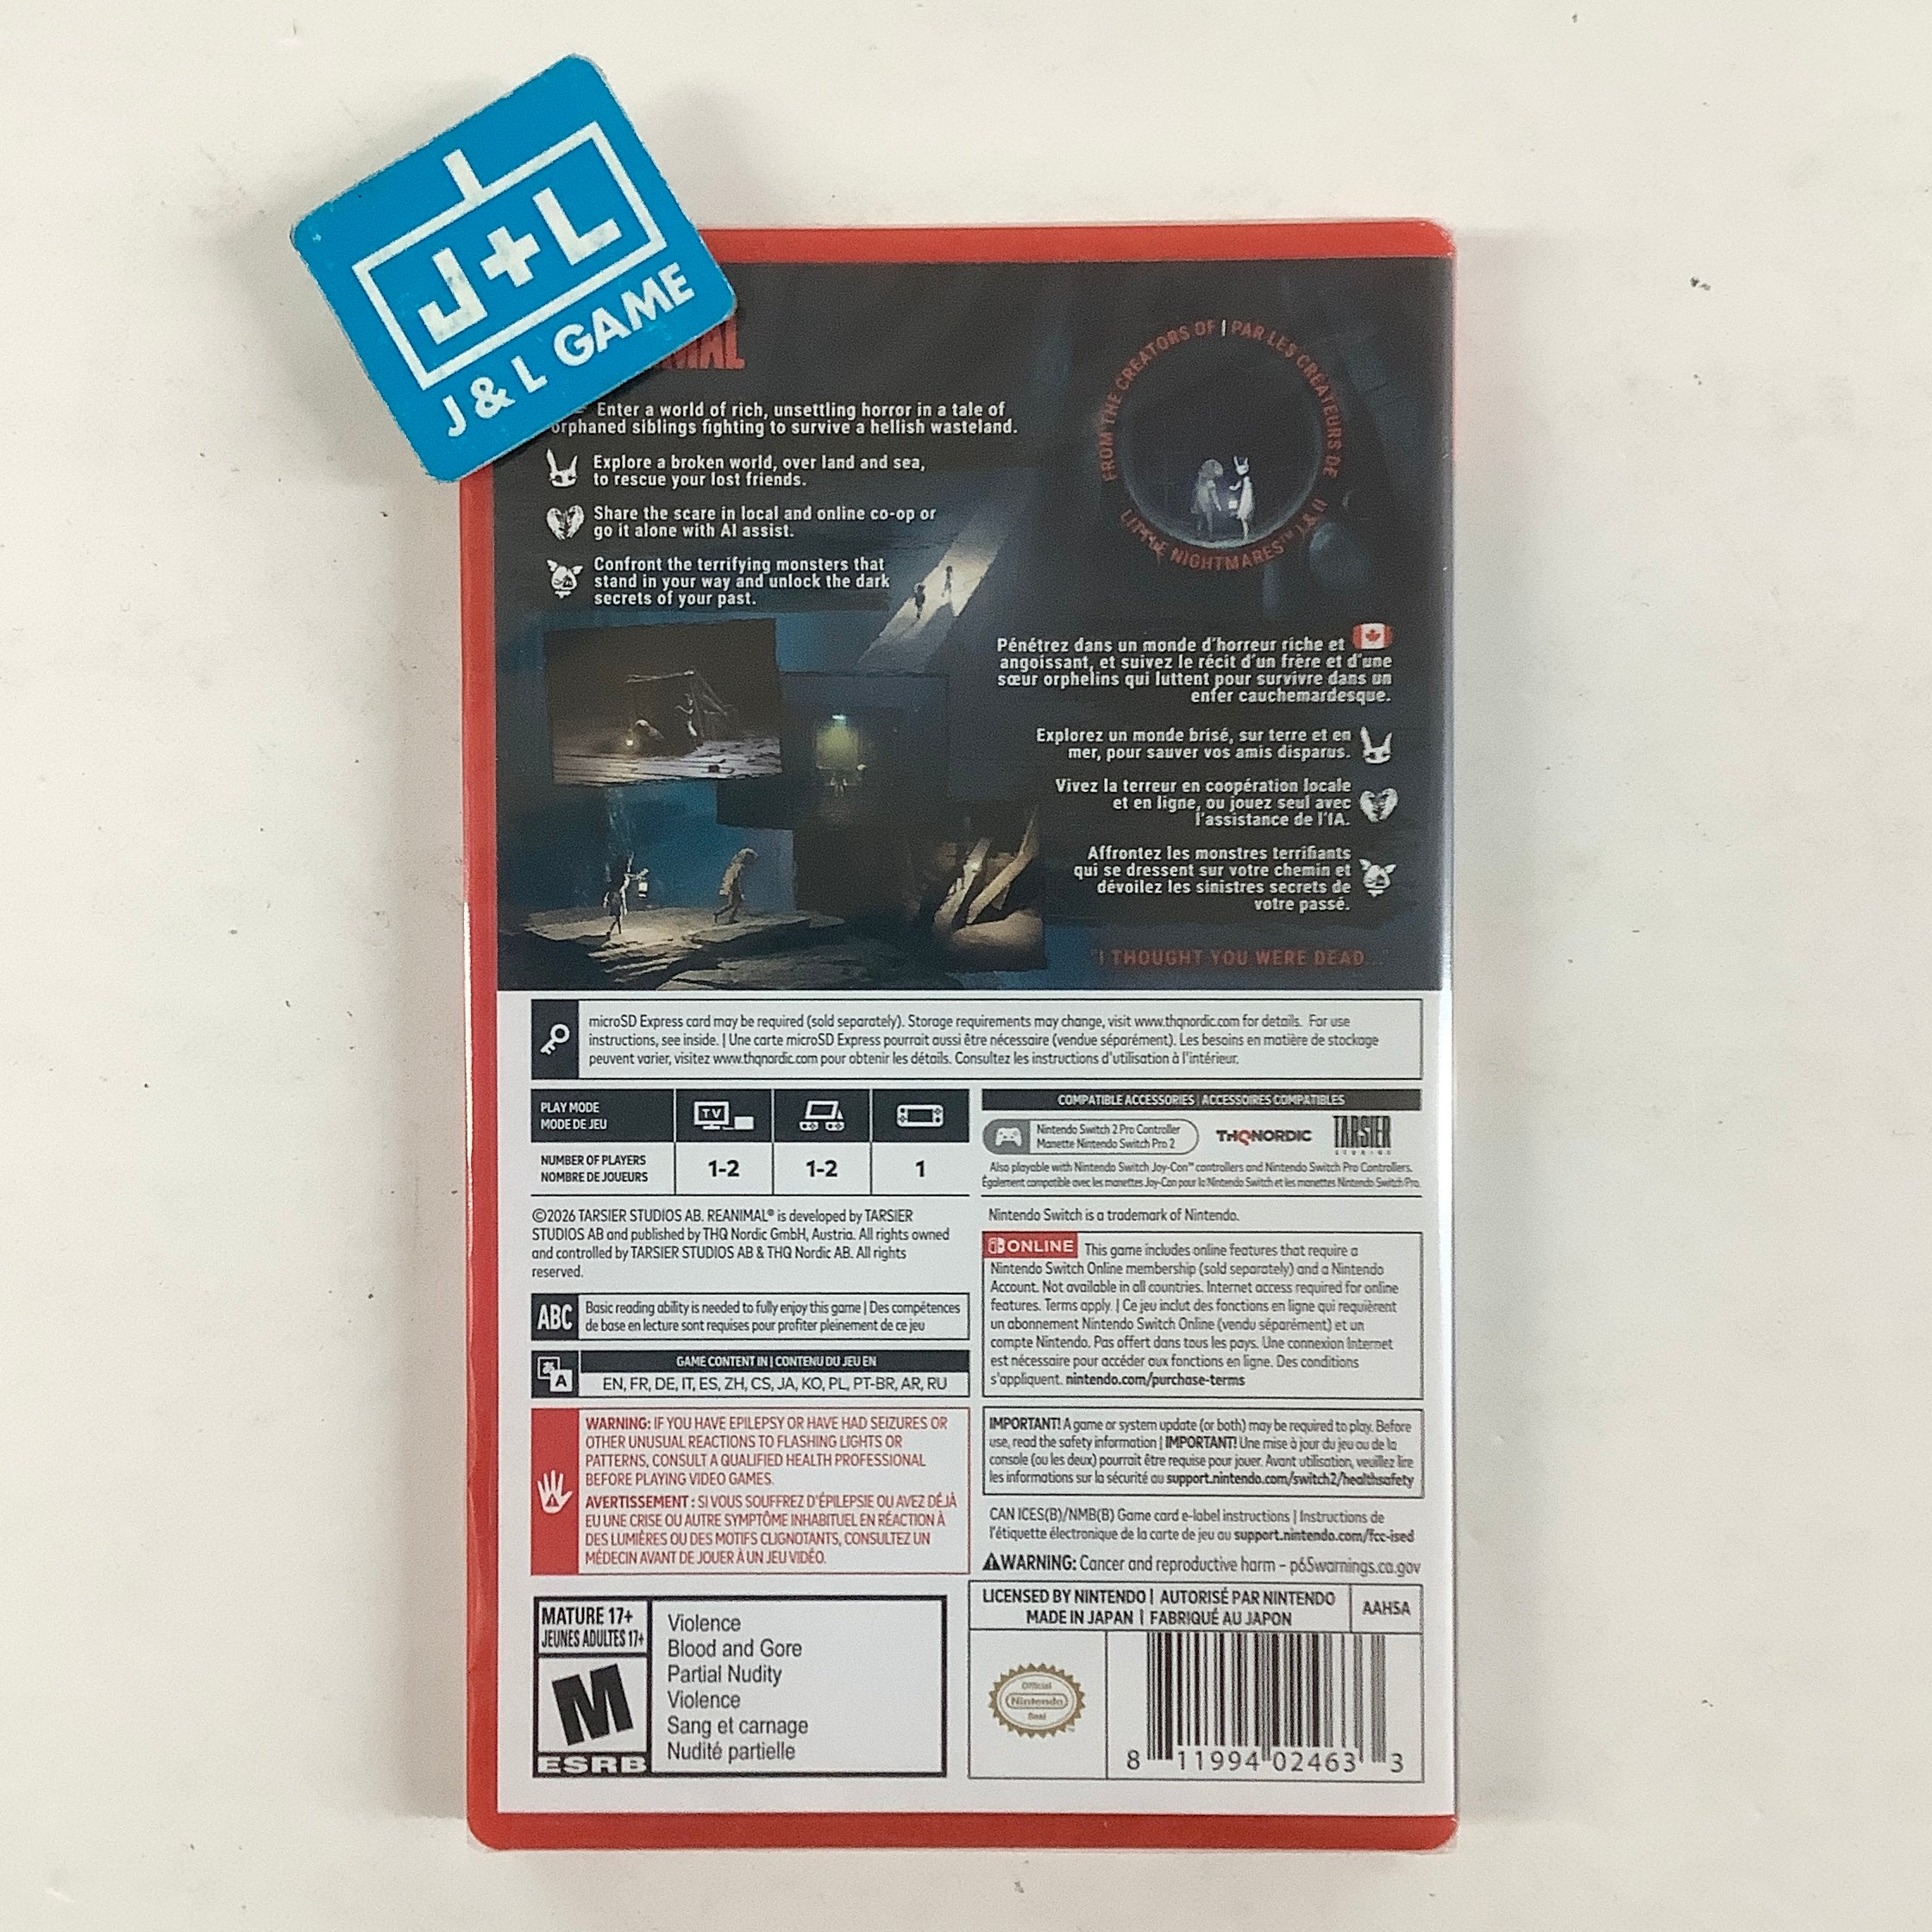 J+L
J & L GAME
Enter a world of rich, unsettling horror in a tale of
orphaned siblings fighting to survive a hellish wasteland.
Explore a broken world, over land and sea,
to rescue your lost friends.
Share the scare in local and online co-op or
go it alone with AI assist.
Confront the terrifying monsters that
stand in your way and unlock the dark
secrets of your past.
FROM THE CREATORS OF | PAR LES CRÉATEURS DE
LITTLE NIGHTMARES™ I & II
Pénétrez dans un monde d'horreur riche et
angoissant, et suivez le récit d'un frère et d'une
sœur orphelins qui luttent pour survivre dans un
enfer cauchemardesque.
Explorez un monde brisé, sur terre et en
mer, pour sauver vos amis disparus.
Vivez la terreur en coopération locale
et en ligne, ou jouez seul avec
l'assistance de l'IA.
Affrontez les monstres terrifiants
qui se dressent sur votre chemin et
dévoilez les sinistres secrets de
votre passé.
"I THOUGHT YOU WERE DEAD..."
microSD Express card may be required (sold separately). Storage requirements may change, visit www.thqnordic.com for details. For use
instructions, see inside. | Une carte microSD Express pourrait aussi être nécessaire (vendue séparément). Les besoins en matière de stockage
peuvent varier, visitez www.thqnordic.com pour obtenir les détails. Consultez les instructions d'utilisation à l'intérieur.
PLAY MODE
MODE DE JEU
TV
NUMBER OF PLAYERS
NOMBRE DE JOUEURS
1-2
1-2
1
COMPATIBLE ACCESSORIES | ACCESSOIRES COMPATIBLES
Nintendo Switch 2 Pro Controller
Manette Nintendo Switch Pro 2
THQNORDIC
TARSIER
STUDIOS
Also playable with Nintendo Switch Joy-Con™ controllers and Nintendo Switch Pro Controllers.
Également compatible avec les manettes Joy-Con pour la Nintendo Switch et les manettes Nintendo Switch Pro.
©2026 TARSIER STUDIOS AB. REANIMAL® is developed by TARSIER
STUDIOS AB and published by THQ Nordic GmbH, Austria. All rights owned
and controlled by TARSIER STUDIOS AB & THQ Nordic AB. All rights
reserved.
Nintendo Switch is a trademark of Nintendo.
ONLINE This game includes online features that require a
Nintendo Switch Online membership (sold separately) and a Nintendo
Account. Not available in all countries. Internet access required for online
features. Terms apply. | Ce jeu inclut des fonctions en ligne qui requièrent
un abonnement Nintendo Switch Online (vendu séparément) et un
compte Nintendo. Pas offert dans tous les pays. Une connexion Internet
est nécessaire pour accéder aux fonctions en ligne. Des conditions
s'appliquent. nintendo.com/purchase-terms
ABC
Basic reading ability is needed to fully enjoy this game | Des compétences
de base en lecture sont requises pour profiter pleinement de ce jeu
あ A
GAME CONTENT IN | CONTENU DU JEU EN
EN, FR, DE, IT, ES, ZH, CS, JA, KO, PL, PT-BR, AR, RU
WARNING: IF YOU HAVE EPILEPSY OR HAVE HAD SEIZURES OR
OTHER UNUSUAL REACTIONS TO FLASHING LIGHTS OR
PATTERNS, CONSULT A QUALIFIED HEALTH PROFESSIONAL
BEFORE PLAYING VIDEO GAMES.
AVERTISSEMENT : SI VOUS SOUFFREZ D'ÉPILEPSIE OU AVEZ DÉJÀ
EU UNE CRISE OU AUTRE SYMPTÔME INHABITUEL EN RÉACTION À
DES LUMIÈRES OU DES MOTIFS CLIGNOTANTS, CONSULTEZ UN
MÉDECIN AVANT DE JOUER À UN JEU VIDÉO.
IMPORTANT! A game or system update (or both) may be required to play. Before
use, read the safety information | IMPORTANT! Une mise à jour du jeu ou de la
console (ou les deux) pourrait être requise pour jouer. Avant utilisation, veuillez lire
les informations sur la sécurité au support.nintendo.com/switch2/healthsafety
CAN ICES(B)/NMB(B) Game card e-label instructions | Instructions de
l'étiquette électronique de la carte de jeu au support.nintendo.com/fcc-ised
WARNING: Cancer and reproductive harm – p65warnings.ca.gov
MATURE 17+
JEUNES ADULTES 17+
M
ESRB
Violence
Blood and Gore
Partial Nudity
Violence
Sang et carnage
Nudité partielle
LICENSED BY NINTENDO | AUTORISÉ PAR NINTENDO
MADE IN JAPAN | FABRIQUÉ AU JAPON
AAH5A
Official
Nintendo
Seal
8 11994 02463 3